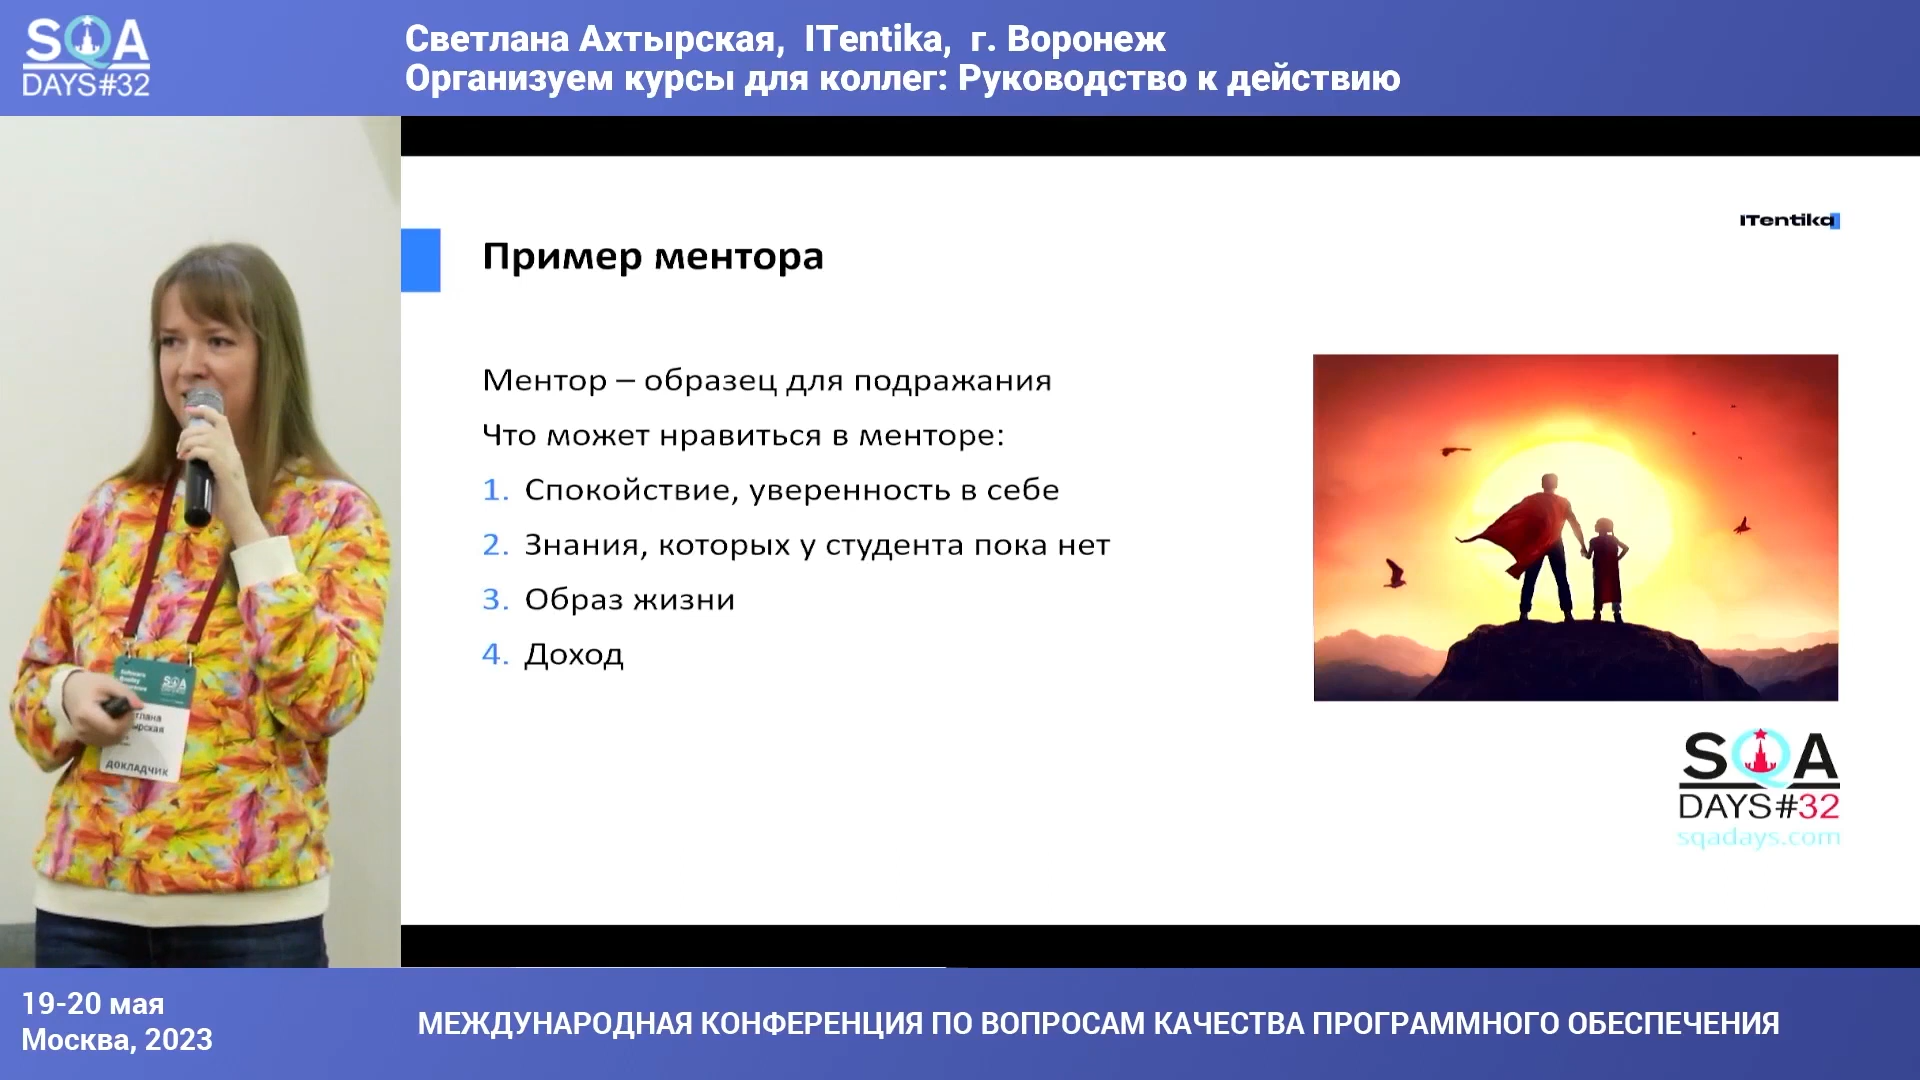 SQA
DAYS#32
Светлана Ахтырская, ITentika, г. Воронеж
Организуем курсы для коллег: Руководство к действию
ITentika
Пример ментора
Ментор – образец для подражания
Что может нравиться в менторе:
1. Спокойствие, уверенность в себе
2. Знания, которых у студента пока нет
3. Образ жизни
4. Доход
SQA
DAYS#32
sqadays.com
SQA
ДОКЛАДЧИК
19-20 мая
Москва, 2023
МЕЖДУНАРОДНАЯ КОНФЕРЕНЦИЯ ПО ВОПРОСАМ КАЧЕСТВА ПРОГРАММНОГО ОБЕСПЕЧЕНИЯ